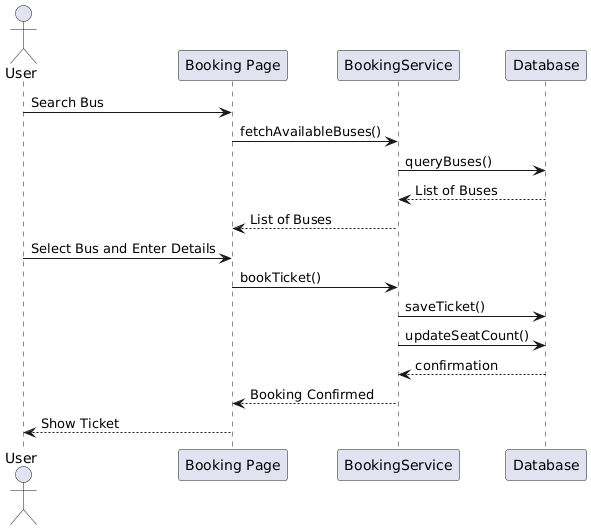 User
Booking Page
BookingService
Database
Search Bus
fetchAvailableBuses()
queryBuses()
List of Buses
List of Buses
Select Bus and Enter Details
bookTicket()
saveTicket()
updateSeatCount()
confirmation
Booking Confirmed
Show Ticket
User
Booking Page
BookingService
Database